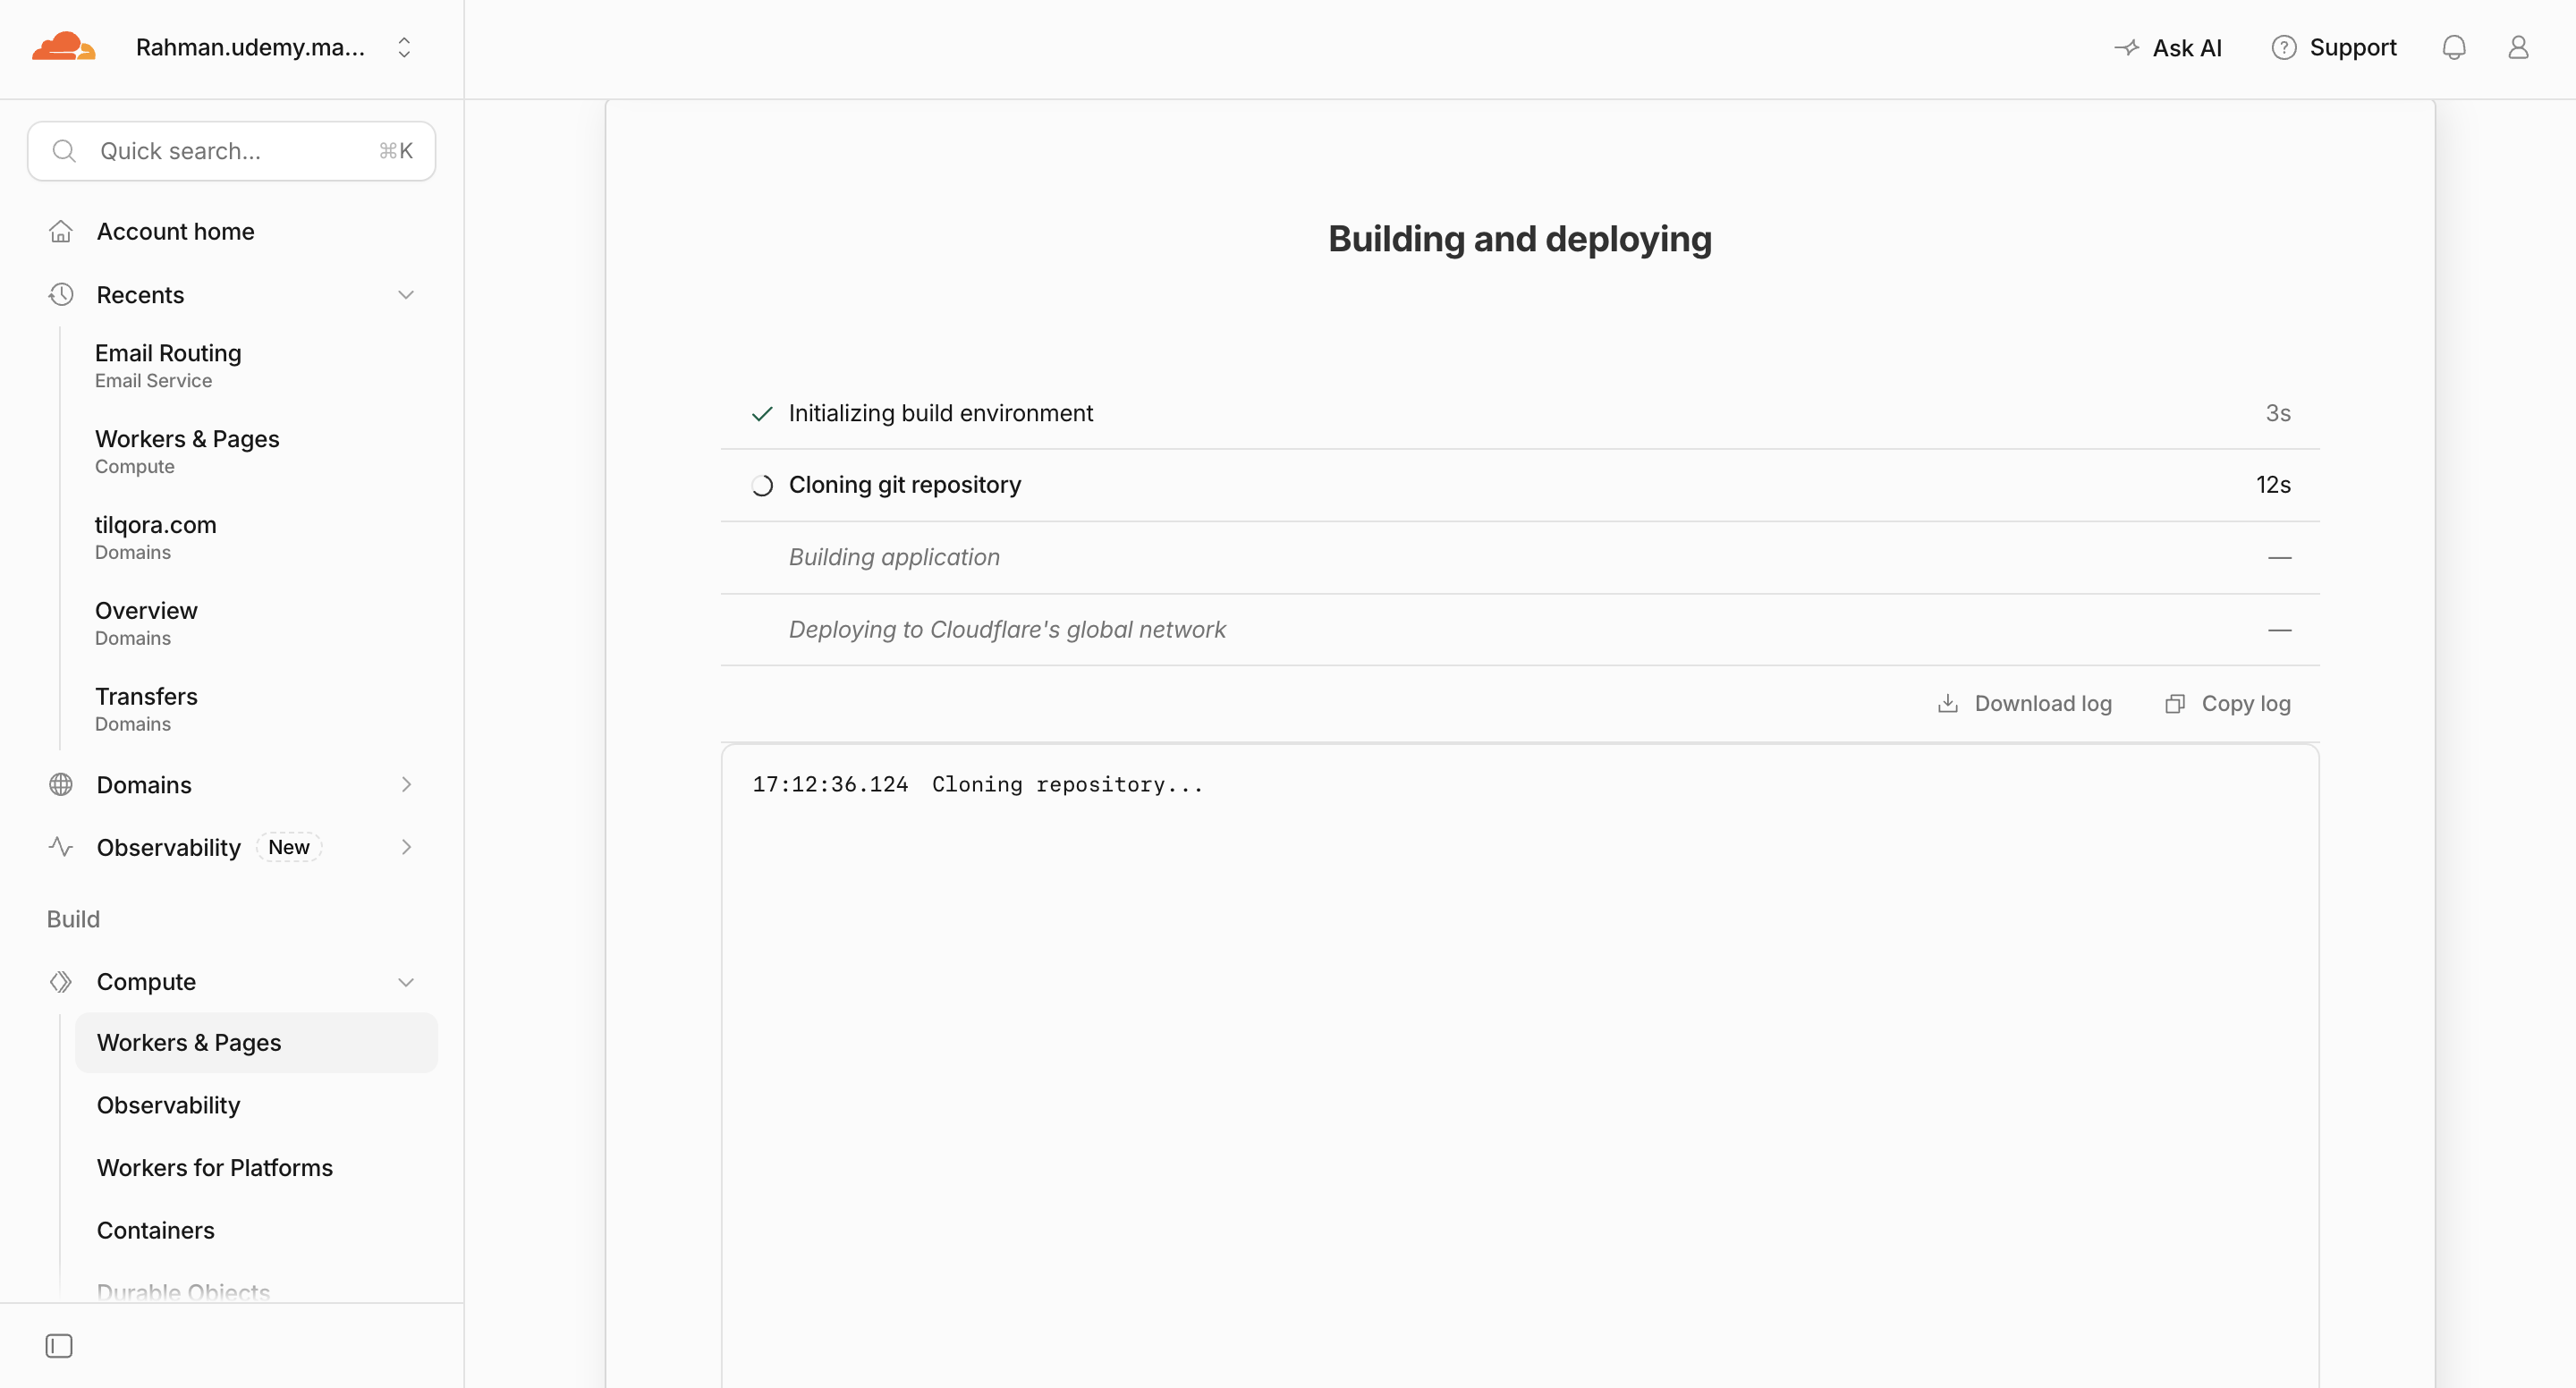 Rahman.udemy.ma...
Ask AI
Support
Quick search...
⌘K
Account home
Recents
Email Routing
Email Service
Workers & Pages
Compute
tilqora.com
Domains
Overview
Domains
Transfers
Domains
Domains
Observability New
Build
Compute
Workers & Pages
Observability
Workers for Platforms
Containers
Durable Objects
Building and deploying
Initializing build environment 3s
Cloning git repository 12s
Building application —
Deploying to Cloudflare's global network —
Download log Copy log
17:12:36.124 Cloning repository...